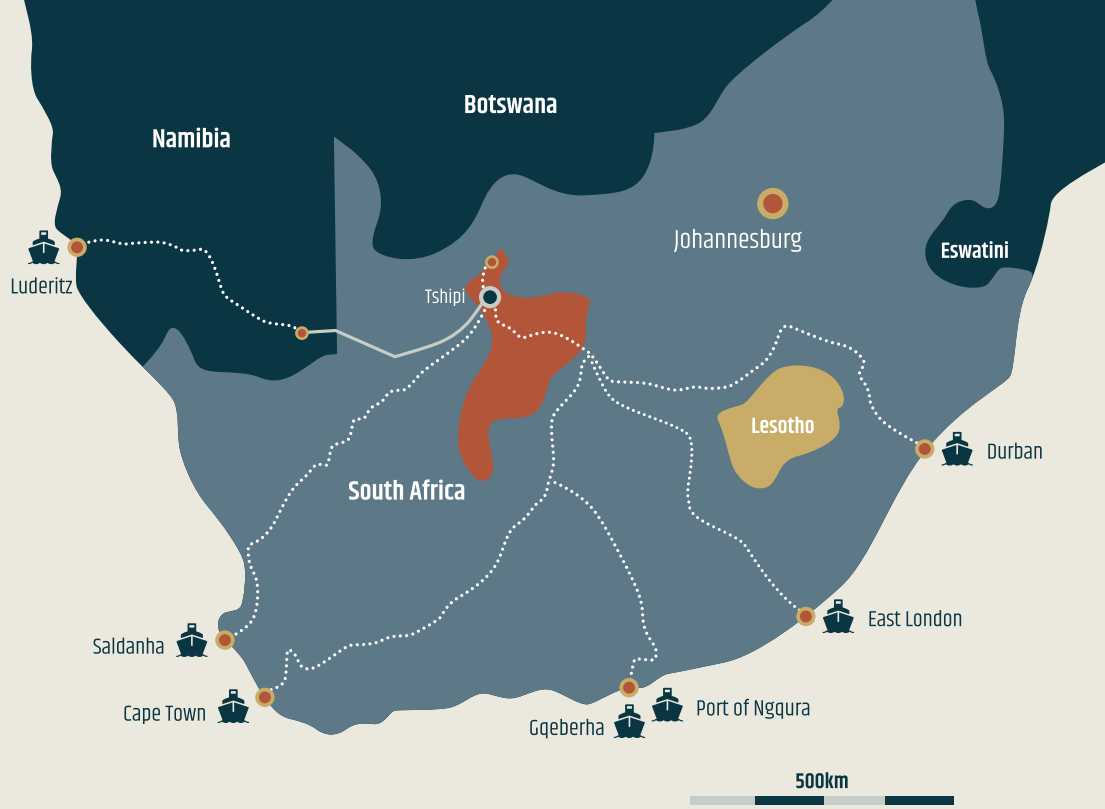 Botswana
Namibia
Johannesburg
Eswatini
Luderitz
Tshipi
Lesotho
Durban
South Africa
East London
Saldanha
Cape Town
Port of Ngqura
Gqeberha
500km